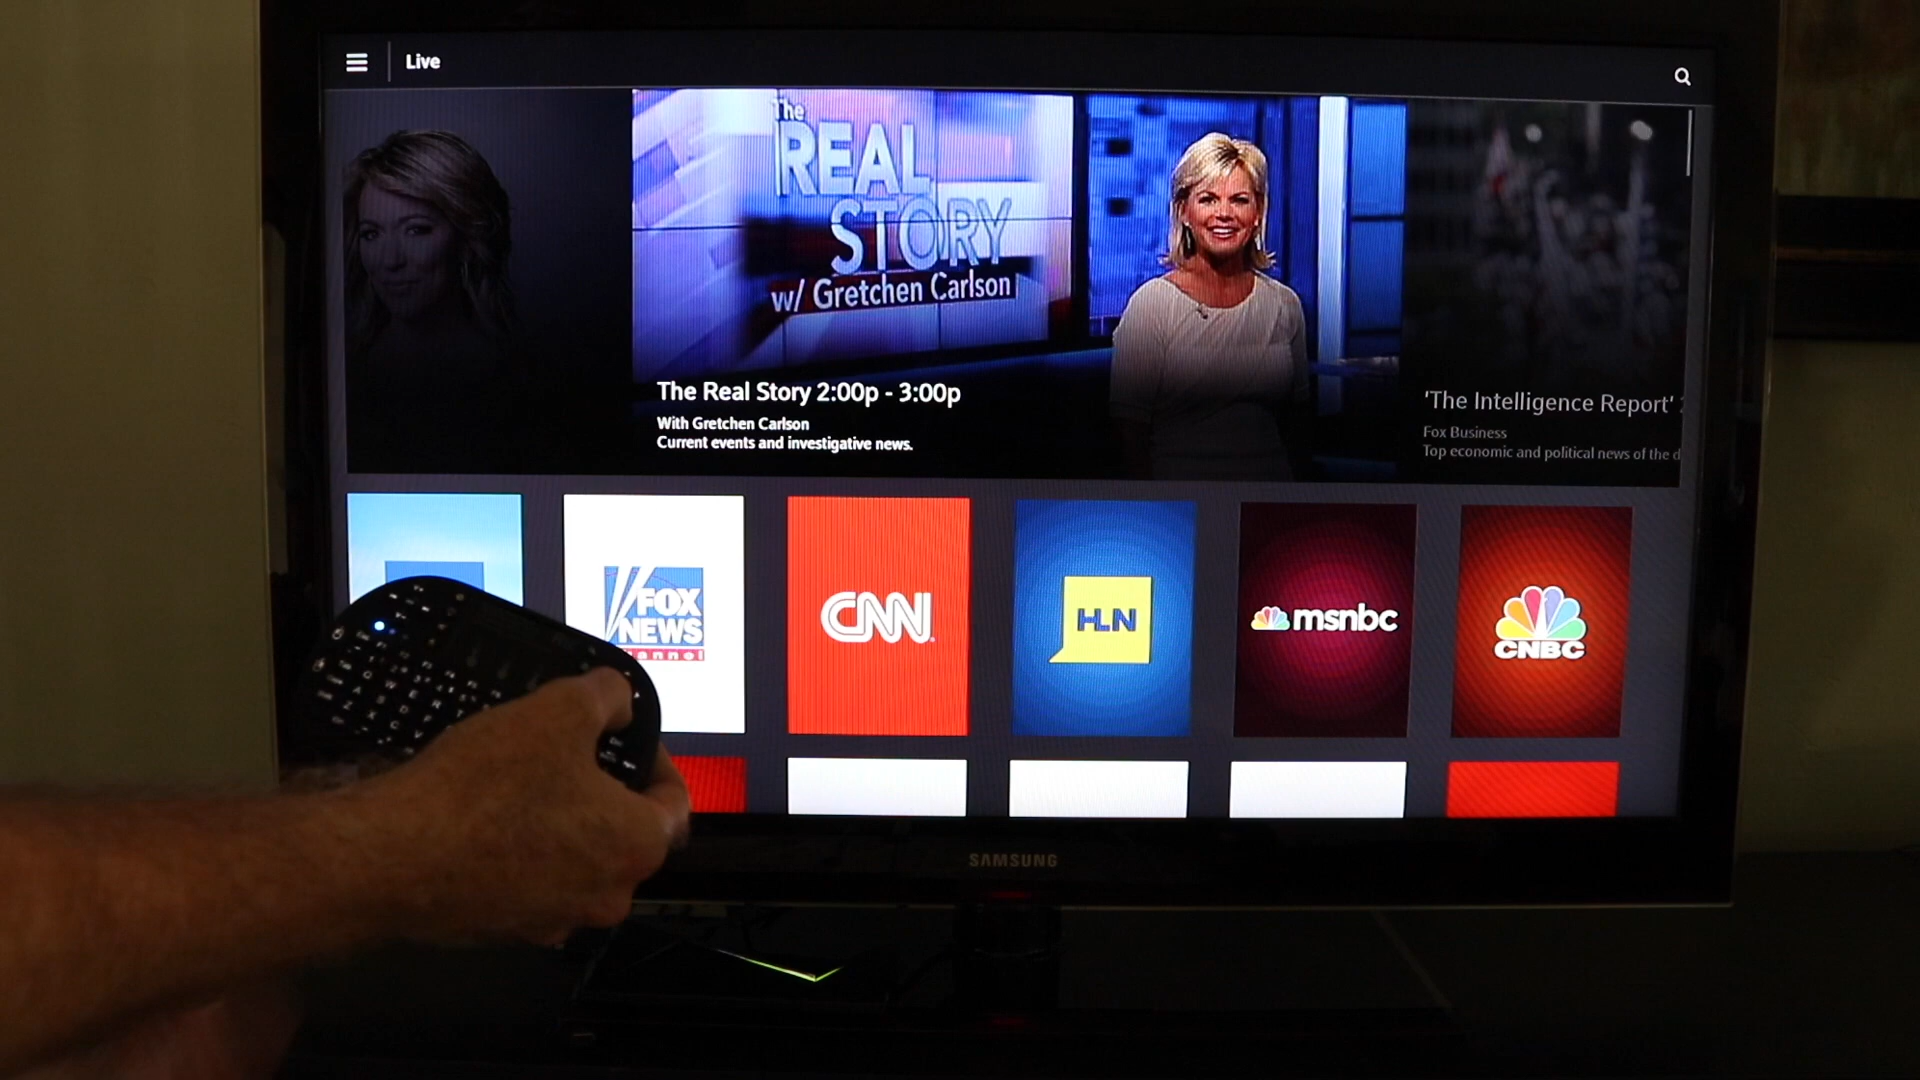 Live
The
REAL
STORY
w/ Gretchen Carlson
The Real Story 2:00p - 3:00p
With Gretchen Carlson
Current events and investigative news.
'The Intelligence Report'
Fox Business
Top economic and political news of the d
FOX
NEWS
channel
CNN
HLN
msnbc
CNBC
SAMSUNG